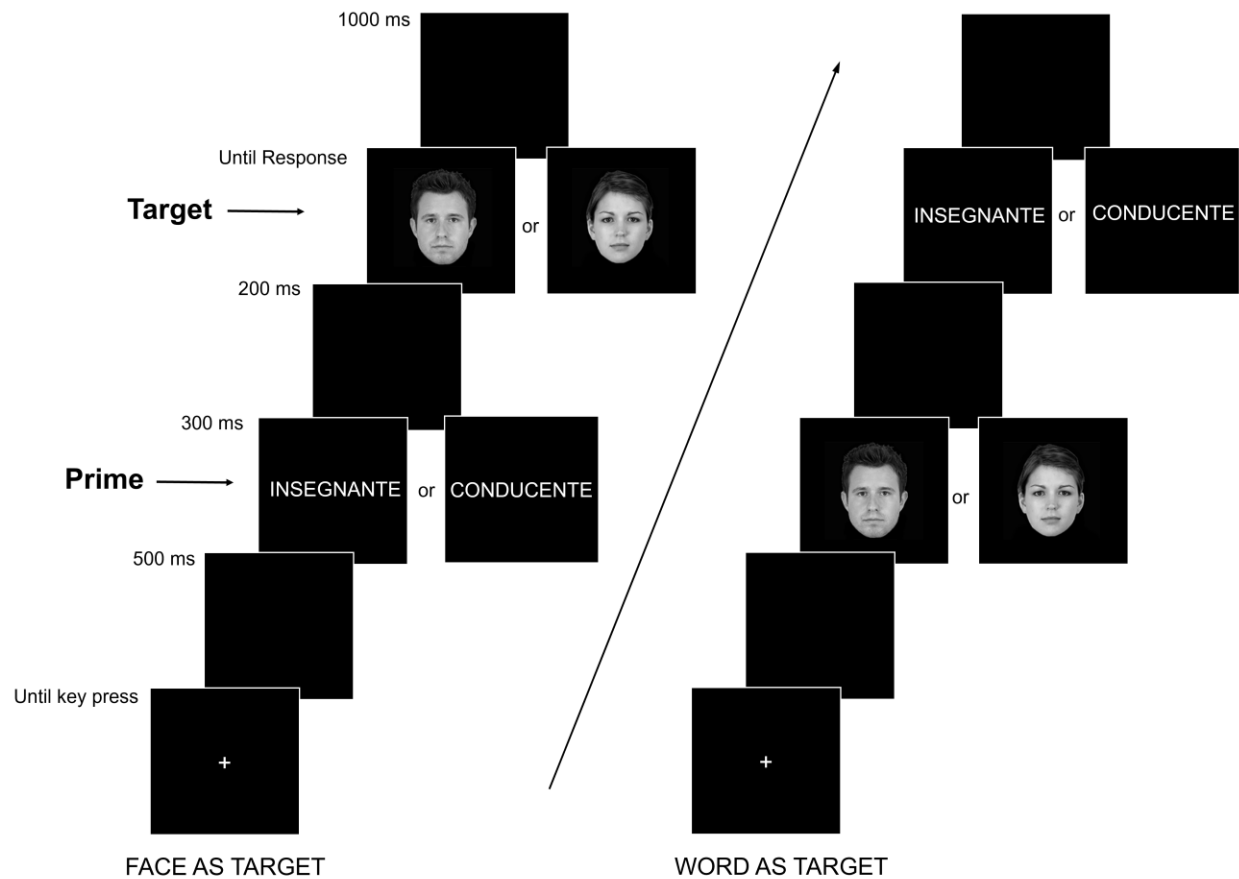 1000 ms
Until Response
Target
or
INSEGNANTE or CONDUCENTE
200 ms
300 ms
Prime
INSEGNANTE or CONDUCENTE
or
500 ms
Until key press
+
+
FACE AS TARGET
WORD AS TARGET